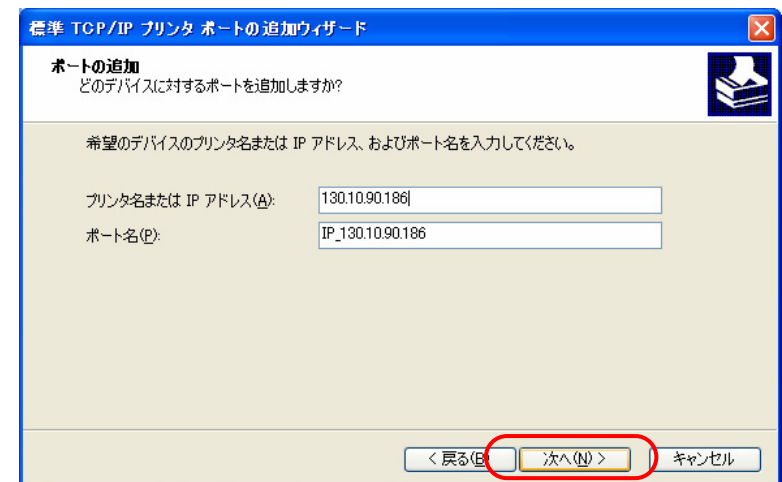 標準 TCP/IP プリンタ ポートの追加ウィザード
ポートの追加
どのデバイスに対するポートを追加しますか?
希望のデバイスのプリンタ名または IP アドレス、およびポート名を入力してください。
プリンタ名または IP アドレス(A):
130.10.90.186
ポート名(P):
IP_130.10.90.186
< 戻る(B
次へ(N) >
キャンセル